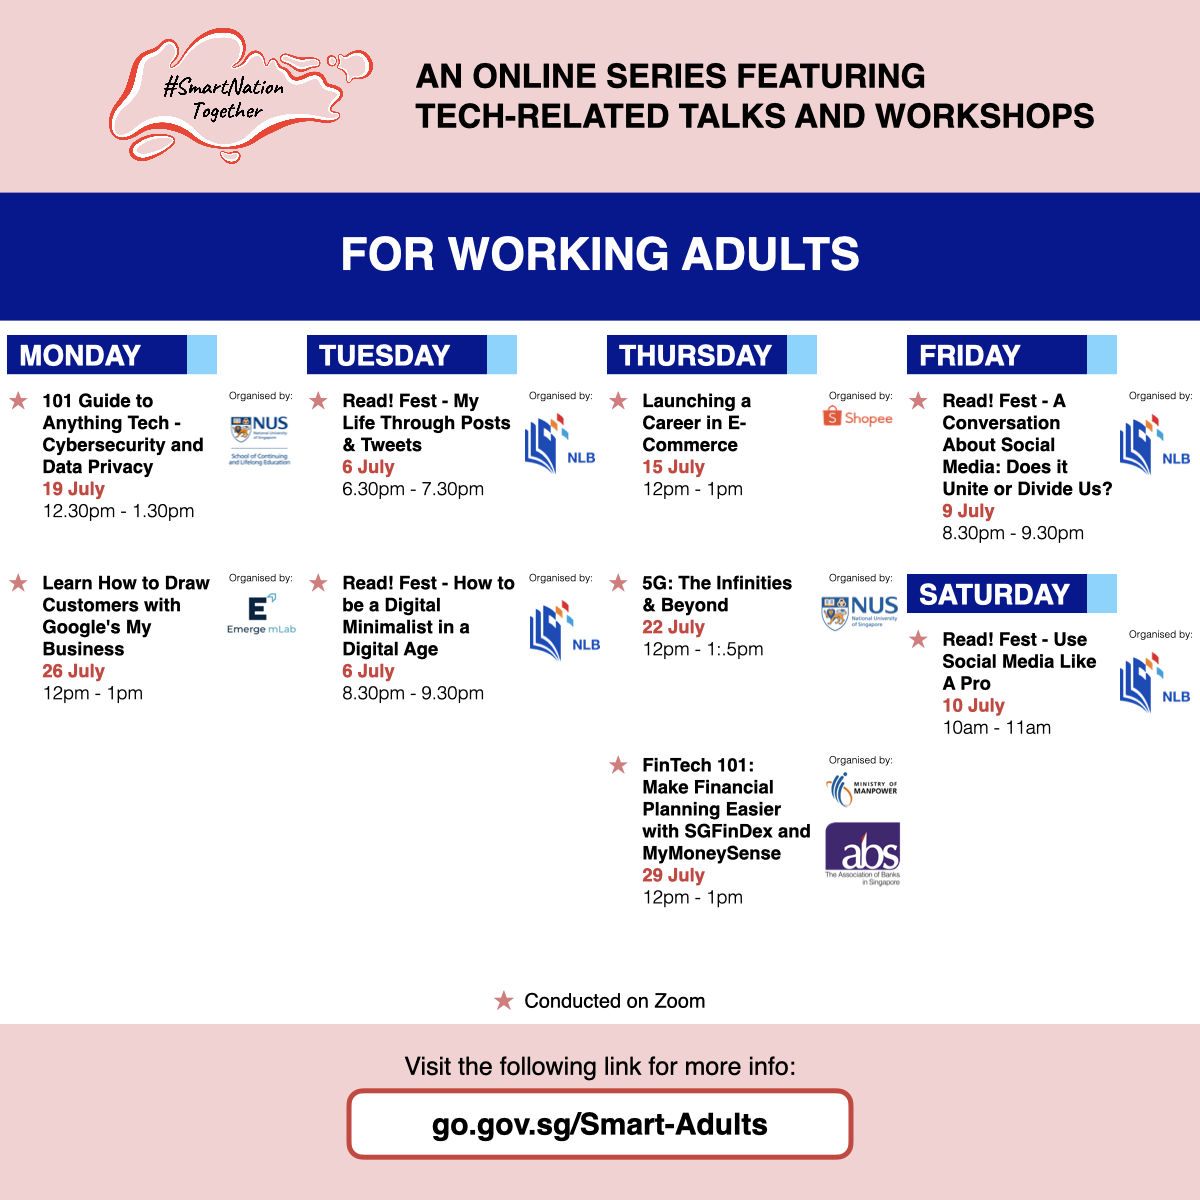 #SmartNation
Together
AN ONLINE SERIES FEATURING
TECH-RELATED TALKS AND WORKSHOPS
FOR WORKING ADULTS
MONDAY
101 Guide to
Anything Tech -
Cybersecurity and
Data Privacy
19 July
12.30pm - 1.30pm
Organised by:
NUS
National University
of Singapore
School of Continuing
and Lifelong Education
Learn How to Draw
Customers with
Google's My
Business
26 July
12pm - 1pm
Organised by:
E
Emerge mLab
TUESDAY
Read! Fest - My
Life Through Posts
& Tweets
6 July
6.30pm - 7.30pm
Organised by:
NLB
Read! Fest - How to
be a Digital
Minimalist in a
Digital Age
6 July
8.30pm - 9.30pm
Organised by:
NLB
THURSDAY
Launching a
Career in E-
Commerce
15 July
12pm - 1pm
Organised by:
Shopee
5G: The Infinities
& Beyond
22 July
12pm - 1:.5pm
Organised by:
NUS
National University
of Singapore
FinTech 101:
Make Financial
Planning Easier
with SGFinDex and
MyMoneySense
29 July
12pm - 1pm
Organised by:
MINISTRY OF
MANPOWER
abs
The Association of Banks
in Singapore
FRIDAY
Read! Fest - A
Conversation
About Social
Media: Does it
Unite or Divide Us?
9 July
8.30pm - 9.30pm
Organised by:
NLB
SATURDAY
Read! Fest - Use
Social Media Like
A Pro
10 July
10am - 11am
Organised by:
NLB
Conducted on Zoom
Visit the following link for more info:
go.gov.sg/Smart-Adults